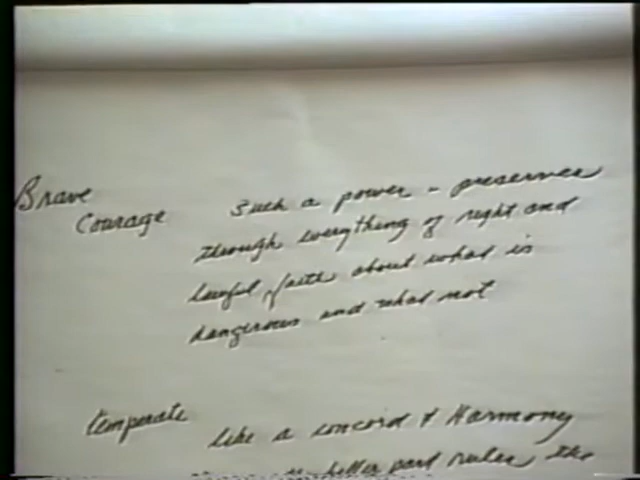 Brave
Courage such a power - preserves
through everything of right and
lawful faith about what is
dangerous and what not
temperate like a concord & Harmony
better part rules the